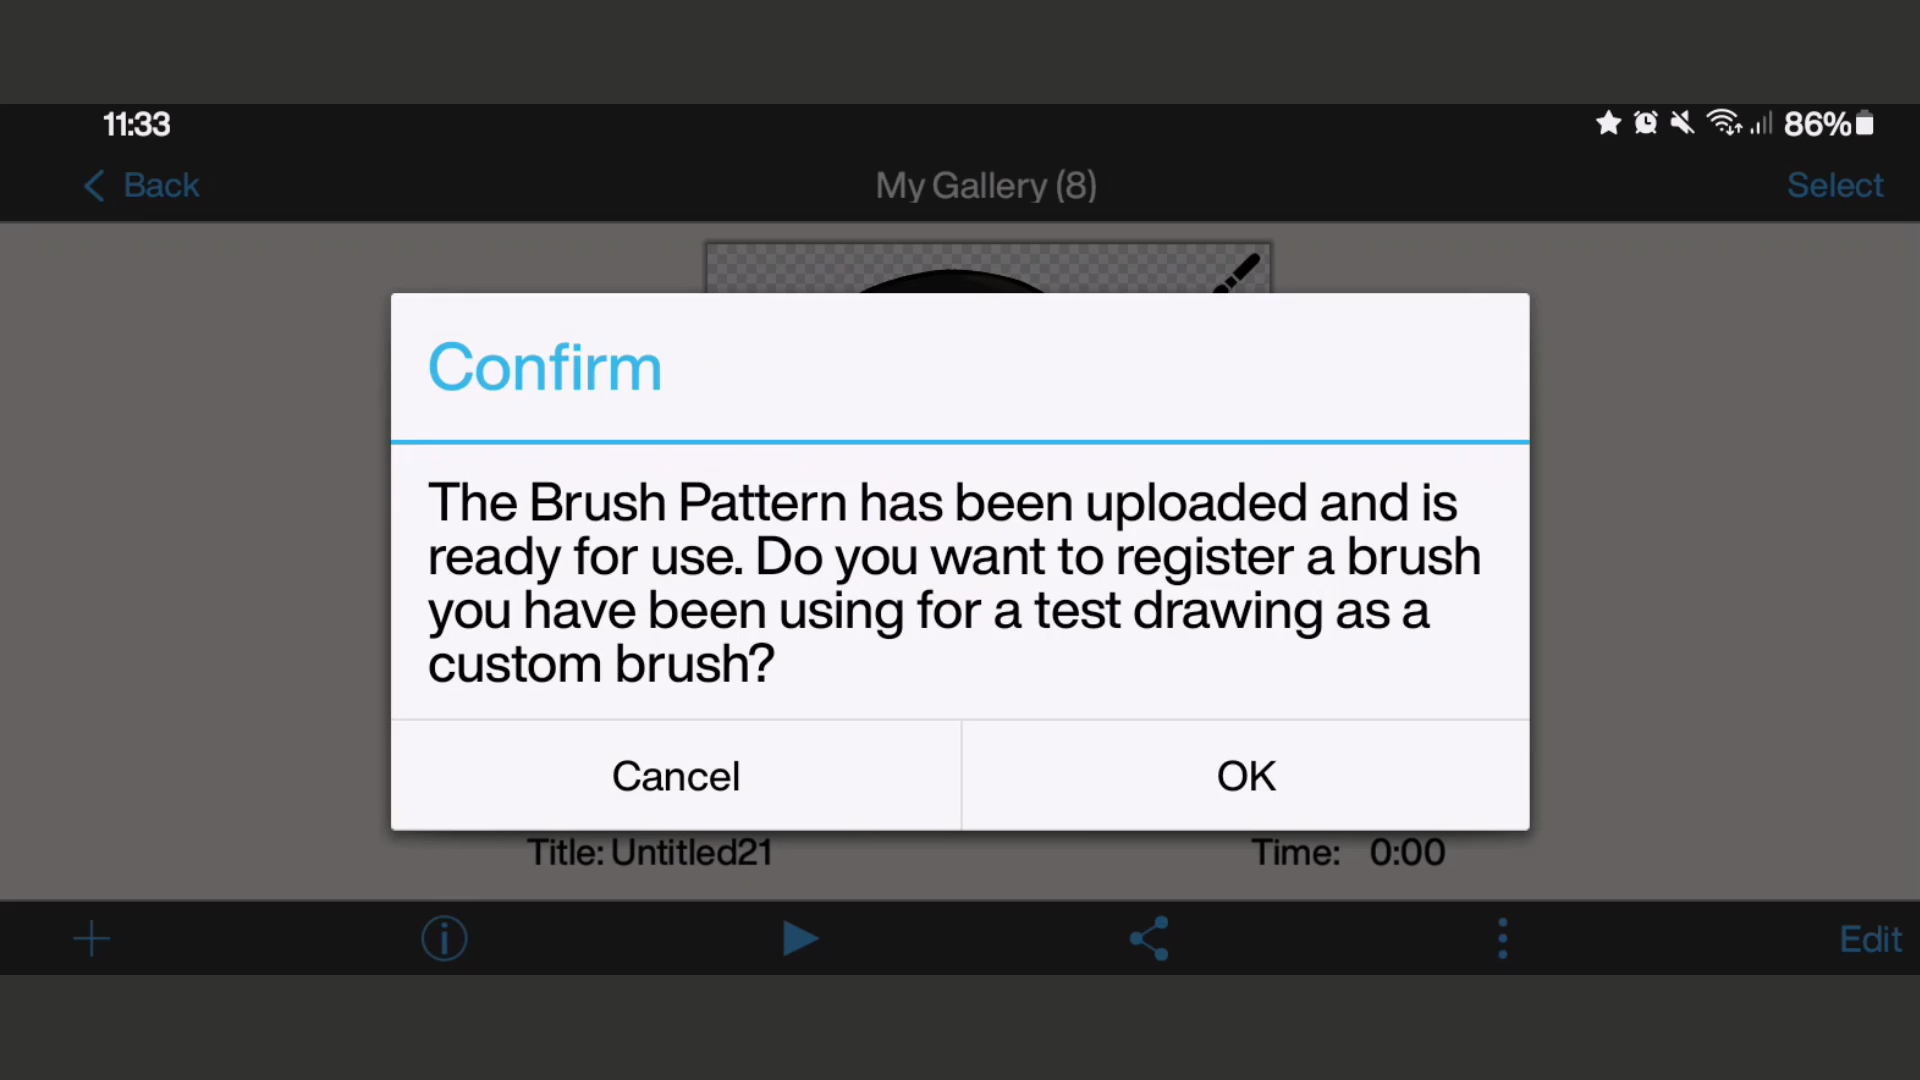 11:33
86%
Back
My Gallery (8)
Select
Confirm
The Brush Pattern has been uploaded and is
ready for use. Do you want to register a brush
you have been using for a test drawing as a
custom brush?
Cancel
OK
Title: Untitled21
Time: 0:00
Edit